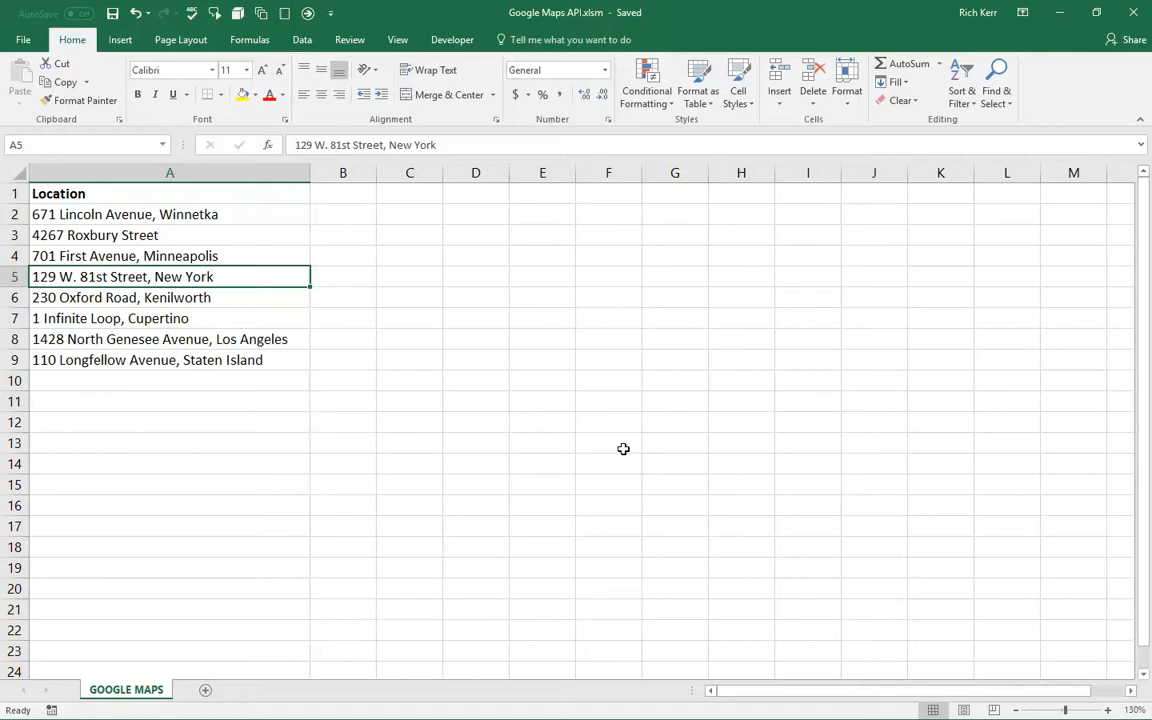 AutoSave Off Google Maps API.xlsm - Saved Rich Kerr
File Home Insert Page Layout Formulas Data Review View Developer Tell me what you want to do Share
Paste
Cut
Copy
Format Painter
Clipboard
Calibri 11
B I U
Font
Wrap Text
Merge & Center
Alignment
General
$ % ,
Number
Conditional Formatting
Format as Table
Cell Styles
Styles
Insert Delete Format
Cells
AutoSum
Fill
Clear
Sort & Filter
Find & Select
Editing
A5 fx 129 W. 81st Street, New York
A B C D E F G H I J K L M
1 Location
2 671 Lincoln Avenue, Winnetka
3 4267 Roxbury Street
4 701 First Avenue, Minneapolis
5 129 W. 81st Street, New York
6 230 Oxford Road, Kenilworth
7 1 Infinite Loop, Cupertino
8 1428 North Genesee Avenue, Los Angeles
9 110 Longfellow Avenue, Staten Island
10
11
12
13
14
15
16
17
18
19
20
21
22
23
24
GOOGLE MAPS
Ready 130%